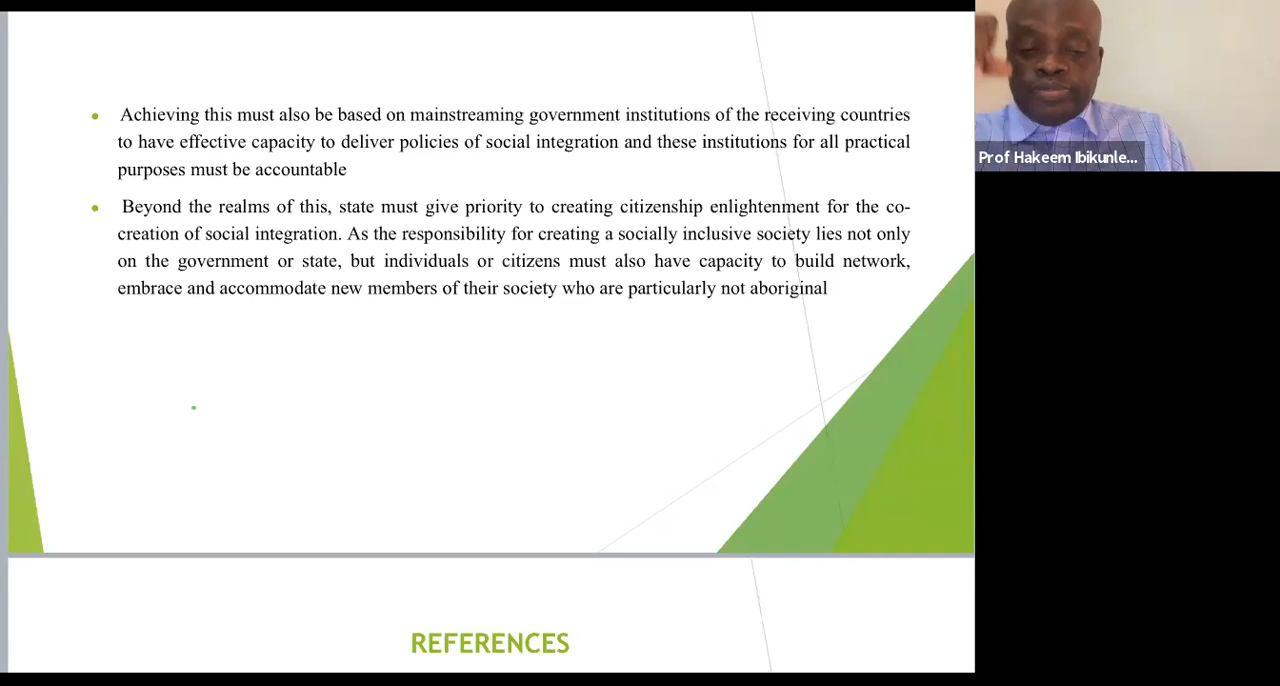 Achieving this must also be based on mainstreaming government institutions of the receiving countries
to have effective capacity to deliver policies of social integration and these institutions for all practical
purposes must be accountable
Beyond the realms of this, state must give priority to creating citizenship enlightenment for the co-
creation of social integration. As the responsibility for creating a socially inclusive society lies not only
on the government or state, but individuals or citizens must also have capacity to build network,
embrace and accommodate new members of their society who are particularly not aboriginal
Prof Hakeem Ibikunle...
REFERENCES